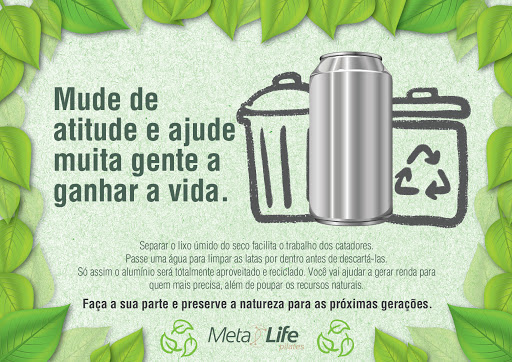 Mude de
atitude e ajude
muita gente a
ganhar a vida.
Separar o lixo úmido do seco facilita o trabalho dos catadores.
Passe uma água para limpar as latas por dentro antes de descartá-las.
Só assim o alumínio será totalmente aproveitado e reciclado. Você vai ajudar a gerar renda para
quem mais precisa, além de poupar os recursos naturais.
Faça a sua parte e preserve a natureza para as próximas gerações.
Meta Life
pilates